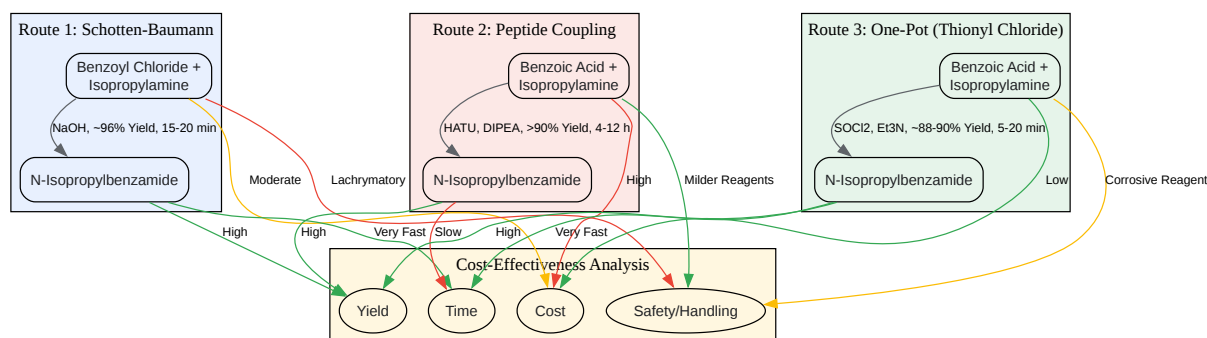 Route 1: Schotten-Baumann
Route 2: Peptide Coupling
Route 3: One-Pot (Thionyl Chloride)
Benzoyl Chloride +
Isopropylamine
Benzoic Acid +
Isopropylamine
Benzoic Acid +
Isopropylamine
NaOH, ~96% Yield, 15-20 min
HATU, DIPEA, >90% Yield, 4-12 h
SOCl2, Et3N, ~88-90% Yield, 5-20 min
N-Isopropylbenzamide
Moderate
Lachrymatory
N-Isopropylbenzamide
High
Milder Reagents
N-Isopropylbenzamide
Low
Corrosive Reagent
High
High
Very Fast
Slow
High
Very Fast
Cost-Effectiveness Analysis
Yield
Time
Cost
Safety/Handling